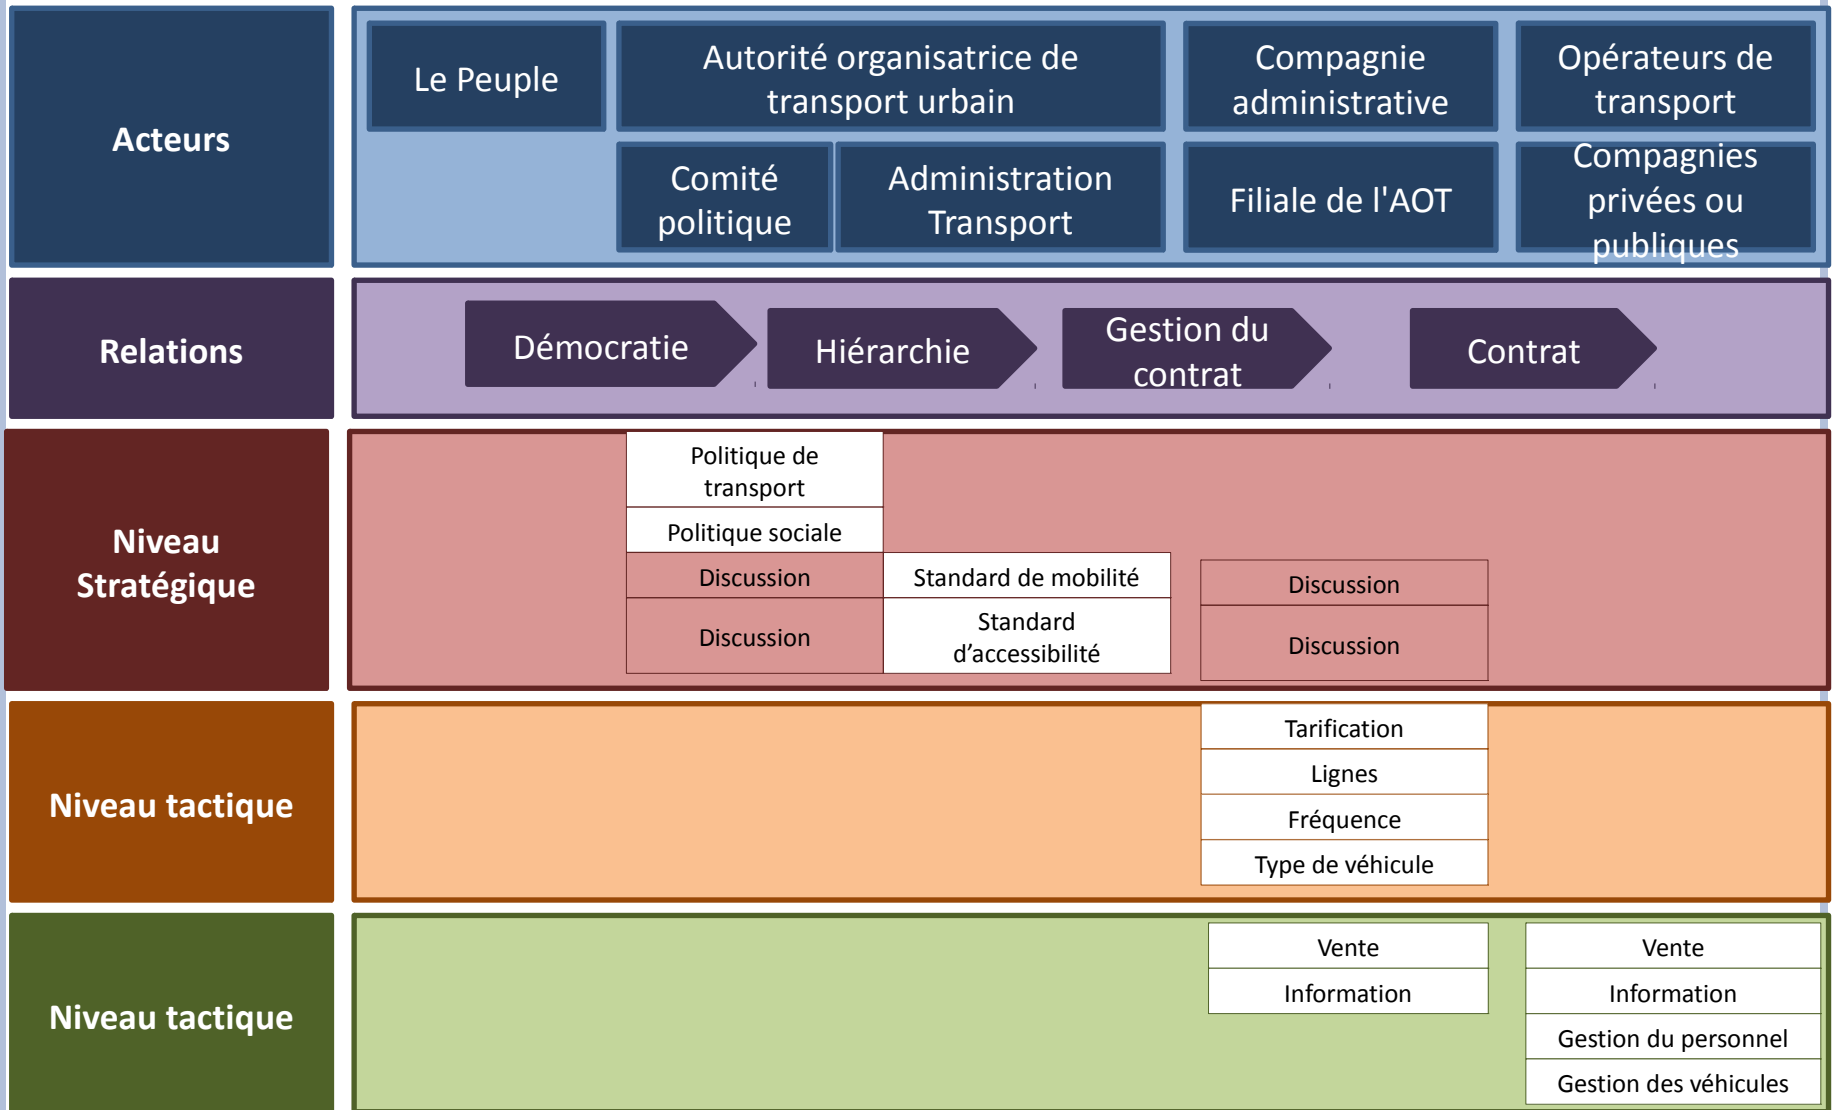 Acteurs
Le Peuple
Autorité organisatrice de
transport urbain
Compagnie
administrative
Opérateurs de
transport
Comité
politique
Administration
Transport
Filiale de l'AOT
Compagnies
privées ou
publiques
Relations
Démocratie
Hiérarchie
Gestion du
contrat
Contrat
Niveau
Stratégique
Politique de
transport
Politique sociale
Discussion
Standard de mobilité
Discussion
Discussion
Standard
d’accessibilité
Discussion
Niveau tactique
Tarification
Lignes
Fréquence
Type de véhicule
Niveau tactique
Vente
Information
Vente
Information
Gestion du personnel
Gestion des véhicules